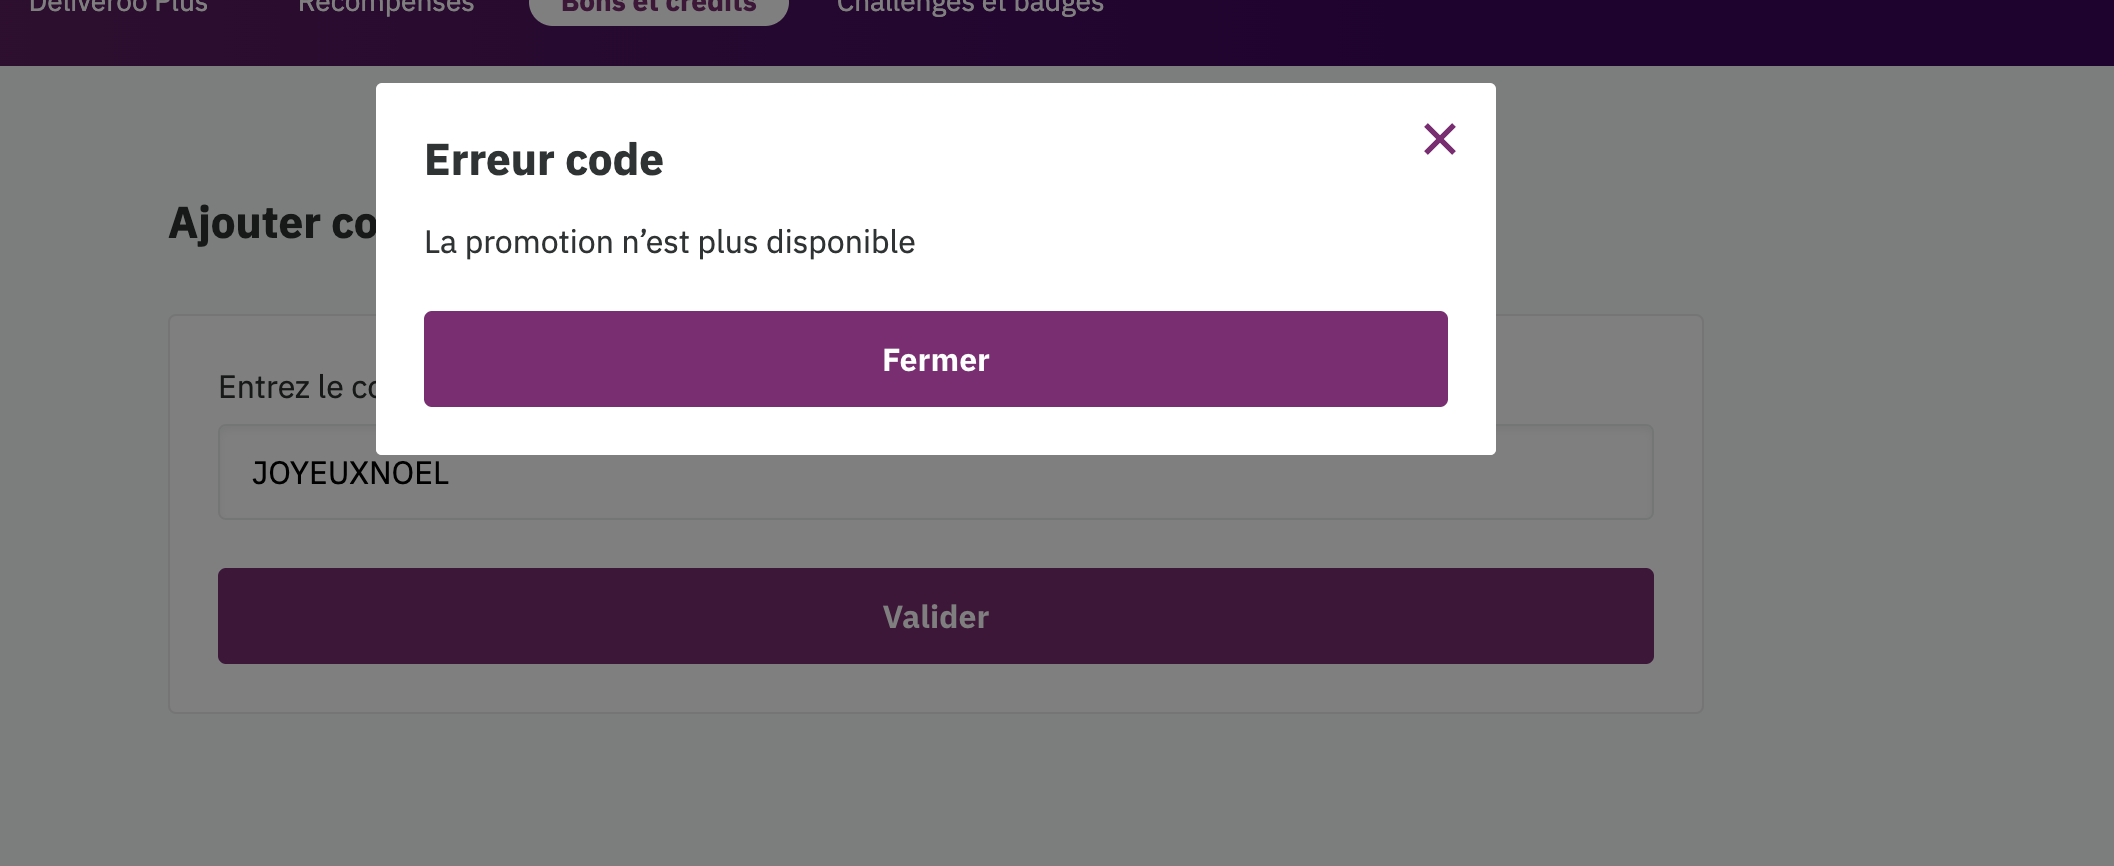 Deliveroo Plus
Récompenses
Bons et crédits
Challenges et badges
Erreur code
La promotion n’est plus disponible
Fermer
Ajouter co
Entrez le co
JOYEUXNOEL
Valider